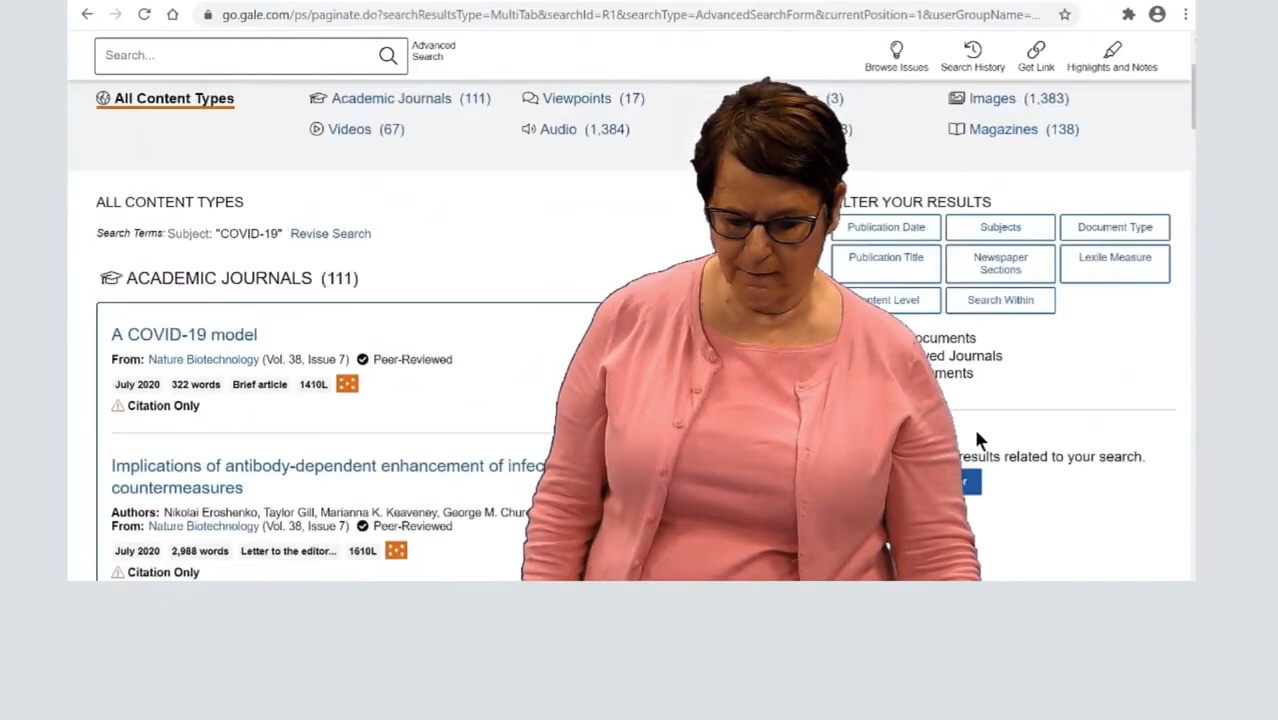 go.gale.com/ps/paginate.do?searchResultsType=MultiTab&searchId=R1&searchType=AdvancedSearchForm&currentPosition=1&userGroupName=...
Search...
Advanced
Search
Browse Issues
Search History
Get Link
Highlights and Notes
All Content Types
Academic Journals (111)
Viewpoints (17)
(3)
Images (1,383)
Videos (67)
Audio (1,384)
Magazines (138)
ALL CONTENT TYPES
Search Terms: Subject: "COVID-19" Revise Search
ACADEMIC JOURNALS (111)
A COVID-19 model
From: Nature Biotechnology (Vol. 38, Issue 7) Peer-Reviewed
July 2020 322 words Brief article 1410L
Citation Only
Implications of antibody-dependent enhancement of infec
countermeasures
Authors: Nikolai Eroshenko, Taylor Gill, Marianna K. Keaveney, George M. Chur
From: Nature Biotechnology (Vol. 38, Issue 7) Peer-Reviewed
July 2020 2,988 words Letter to the editor... 1610L
Citation Only
LTER YOUR RESULTS
Publication Date
Subjects
Document Type
Publication Title
Newspaper
Sections
Lexile Measure
ntent Level
Search Within
ocuments
ved Journals
ments
results related to your search.
r